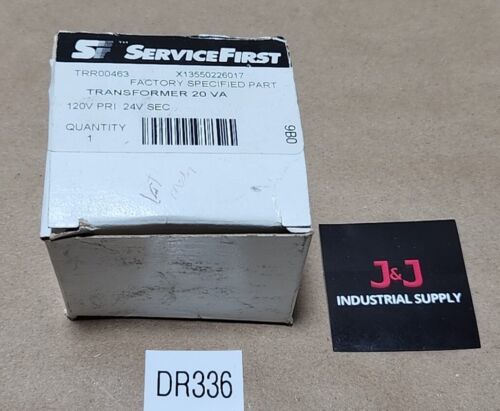 SF™ SERVICEFIRST
TRR00463 X13550226017
FACTORY SPECIFIED PART
TRANSFORMER 20 VA
120V PRI 24V SEC
QUANTITY
1
9B0
J&J
INDUSTRIAL SUPPLY
DR336